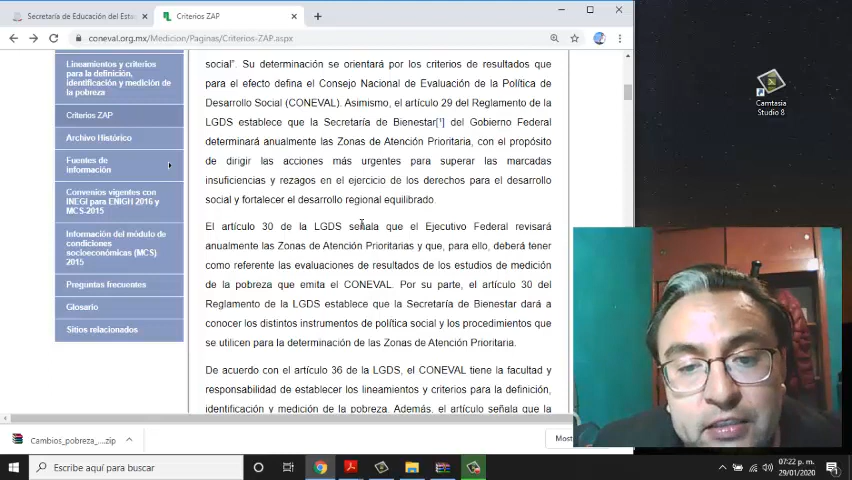 Secretaría de Educación del Esta
Criterios ZAP
coneval.org.mx/Medicion/Paginas/Criterios-ZAP.aspx
Lineamientos y criterios
para la definición,
identificación y medición de
la pobreza
Criterios ZAP
Archivo Histórico
Fuentes de
información
Convenios vigentes con
INEGI para ENIGH 2016 y
MCS-2015
Información del módulo de
condiciones
socioeconómicas (MCS)
2015
Preguntas frecuentes
Glosario
Sitios relacionados
social". Su determinación se orientará por los criterios de resultados que
para el efecto defina el Consejo Nacional de Evaluación de la Política de
Desarrollo Social (CONEVAL). Asimismo, el artículo 29 del Reglamento de la
LGDS establece que la Secretaría de Bienestar[1] del Gobierno Federal
determinará anualmente las Zonas de Atención Prioritaria, con el propósito
de dirigir las acciones más urgentes para superar las marcadas
insuficiencias y rezagos en el ejercicio de los derechos para el desarrollo
social y fortalecer el desarrollo regional equilibrado.
El artículo 30 de la LGDS señala que el Ejecutivo Federal revisará
anualmente las Zonas de Atención Prioritarias y que, para ello, deberá tener
como referente las evaluaciones de resultados de los estudios de medición
de la pobreza que emita el CONEVAL. Por su parte, el artículo 30 del
Reglamento de la LGDS establece que la Secretaría de Bienestar dará a
conocer los distintos instrumentos de política social y los procedimientos que
se utilicen para la determinación de las Zonas de Atención Prioritaria.
De acuerdo con el artículo 36 de la LGDS, el CONEVAL tiene la facultad y
responsabilidad de establecer los lineamientos y criterios para la definición,
identificación y medición de la pobreza. Además, el artículo señala que la
Camtasia
Studio 8
Cambios_pobreza_....zip
Most
Escribe aquí para buscar
07:22 p. m.
29/01/2020